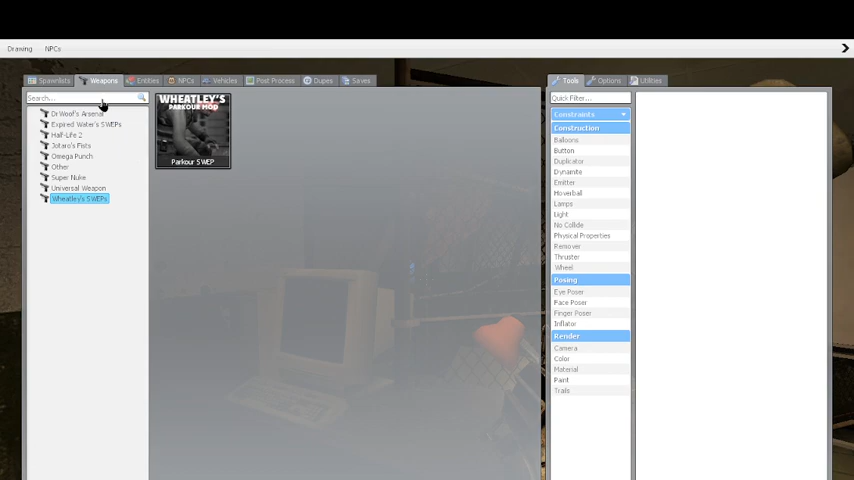 Drawing NPCs
Spawnlists Weapons Entities NPCs Vehicles Post Process Dupes Saves
Tools Options Utilities
Search...
DrWoof's Arsenal
Expired Water's SWEPs
Half-Life 2
Jotaro's Fists
Omega Punch
Other
Super Nuke
Universal Weapon
Wheatley's SWEPs
WHEATLEY'S
PARKOUR MOD
Parkour SWEP
Quick Filter...
Constraints
Construction
Balloons
Button
Duplicator
Dynamite
Emitter
Hoverball
Lamps
Light
No Collide
Physical Properties
Remover
Thruster
Wheel
Posing
Eye Poser
Face Poser
Finger Poser
Inflator
Render
Camera
Color
Material
Paint
Trails